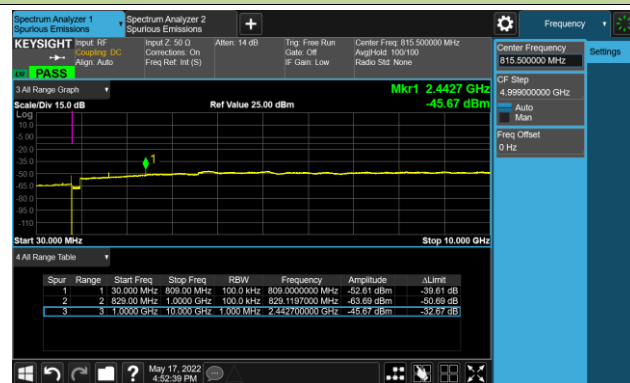 Spectrum Analyzer 1
Spurious Emissions
Spectrum Analyzer 2
Spurious Emissions
Frequency
KEYSIGHT
Input: RF
Coupling: DC
Align: Auto
Input Z: 50 Ω
Corrections: On
Freq Ref: Int (S)
Atten: 14 dB
Trig: Free Run
Gate: Off
IF Gain: Low
Center Freq: 815.500000 MHz
Avg|Hold: 100/100
Radio Std: None
PASS
Center Frequency
815.500000 MHz
Settings
CF Step
4.999000000 GHz
Auto
Man
Freq Offset
0 Hz
3 All Range Graph
Mkr1 2.4427 GHz
-45.67 dBm
Scale/Div 15.0 dB
Ref Value 25.00 dBm
Log
10.0
-5.00
-20.0
-35.0
-50.0
-65.0
-80.0
-95.0
-110
1
Start 30.000 MHz
Stop 10.000 GHz
4 All Range Table
Spur Range Start Freq Stop Freq RBW Frequency Amplitude ΔLimit
1 1 30.000 MHz 809.00 MHz 100.0 kHz 809.0000000 MHz -52.61 dBm -39.61 dB
2 2 829.00 MHz 1.0000 GHz 100.0 kHz 829.1197000 MHz -63.69 dBm -50.69 dB
3 3 1.0000 GHz 10.000 GHz 1.000 MHz 2.442700000 GHz -45.67 dBm -32.67 dB
May 17, 2022
4:52:39 PM